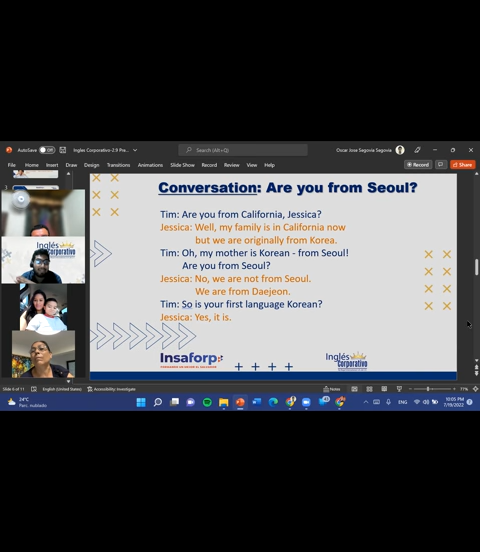 AutoSave Off
Ingles Corporativo-2.9 Pre...
Search (Alt+Q)
Oscar Jose Segovia Segovia
File Home Insert Draw Design Transitions Animations Slide Show Record Review View Help
Record
Share
Conversation: Are you from Seoul?
Tim: Are you from California, Jessica?
Jessica: Well, my family is in California now
but we are originally from Korea.
Tim: Oh, my mother is Korean - from Seoul!
Are you from Seoul?
Jessica: No, we are not from Seoul.
We are from Daejeon.
Tim: So is your first language Korean?
Jessica: Yes, it is.
Insaforp
Inglés
Corporativo
Inglés
Corporativo
Slide 6 of 11
English (United States)
Accessibility: Investigate
Notes
77%
24°C
Parc. nublado
ENG
10:05 PM
7/19/2022